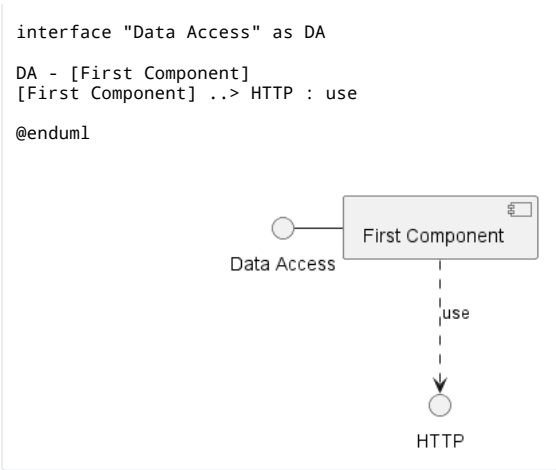 interface "Data Access" as DA
DA - [First Component]
[First Component] ..> HTTP : use
@enduml
First Component
Data Access
use
HTTP